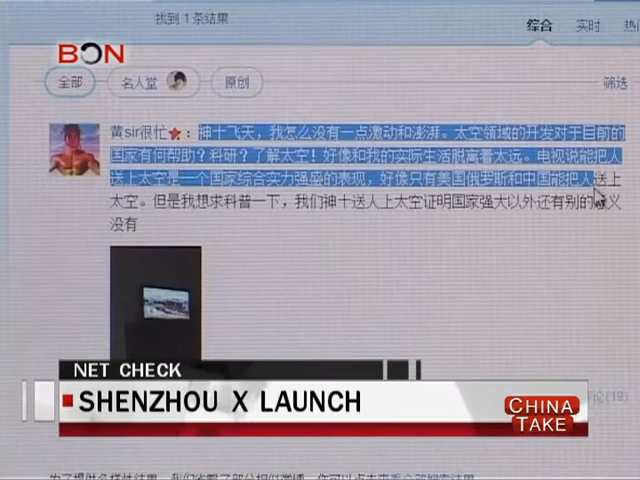 找到 1 条结果
综合 实时
BON
全部 名人堂 原创 筛选
黄sir很忙：神十飞天，我怎么没有一点激动和澎湃。太空领域的开发对于目前的
国家有何帮助？科研？了解太空！好像和我的实际生活脱离着太远。电视说能把人
送上太空是一个国家综合实力强盛的表现，好像只有美国俄罗斯和中国能把人送上
太空。但是我想求科普一下，我们神十送人上太空证明国家强大以外还有别的意义
没有
NET CHECK
SHENZHOU X LAUNCH
CHINA
TAKE